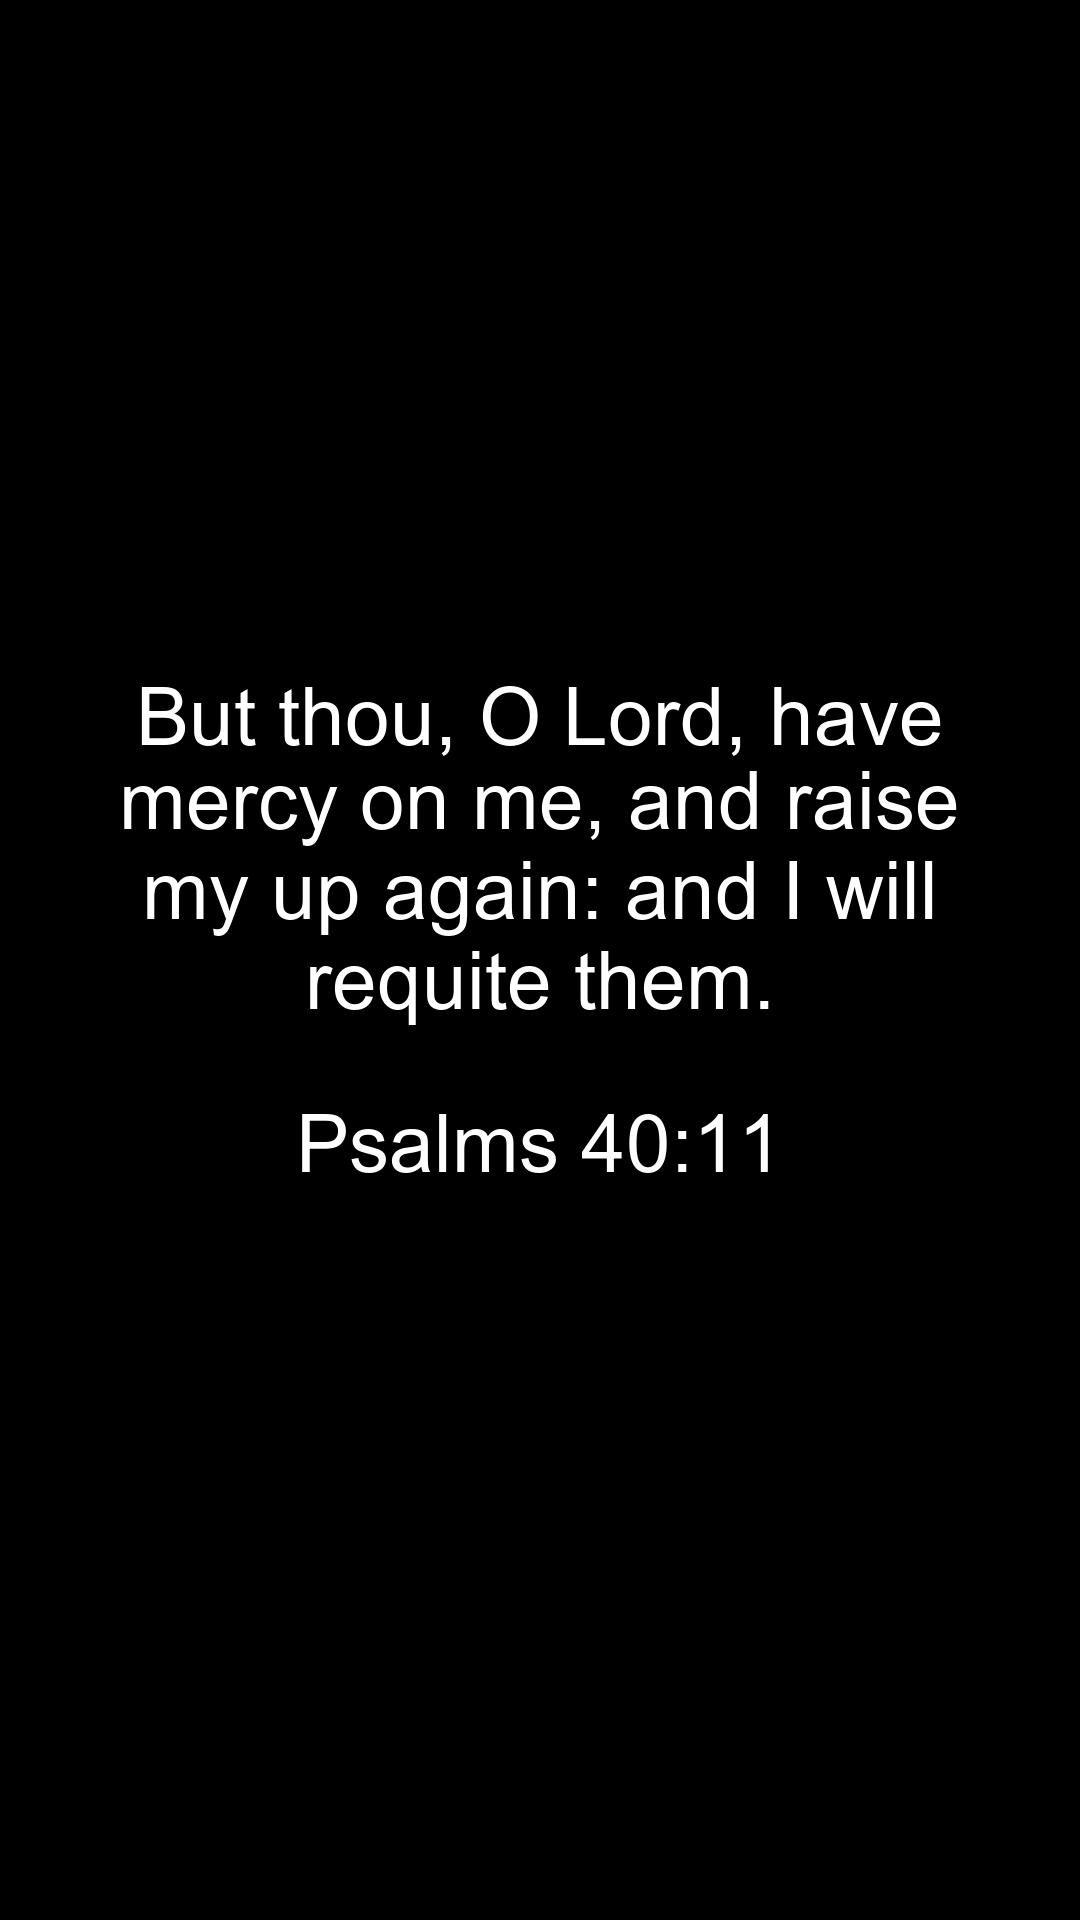 But thou, O Lord, have
mercy on me, and raise
my up again: and I will
requite them.
Psalms 40:11